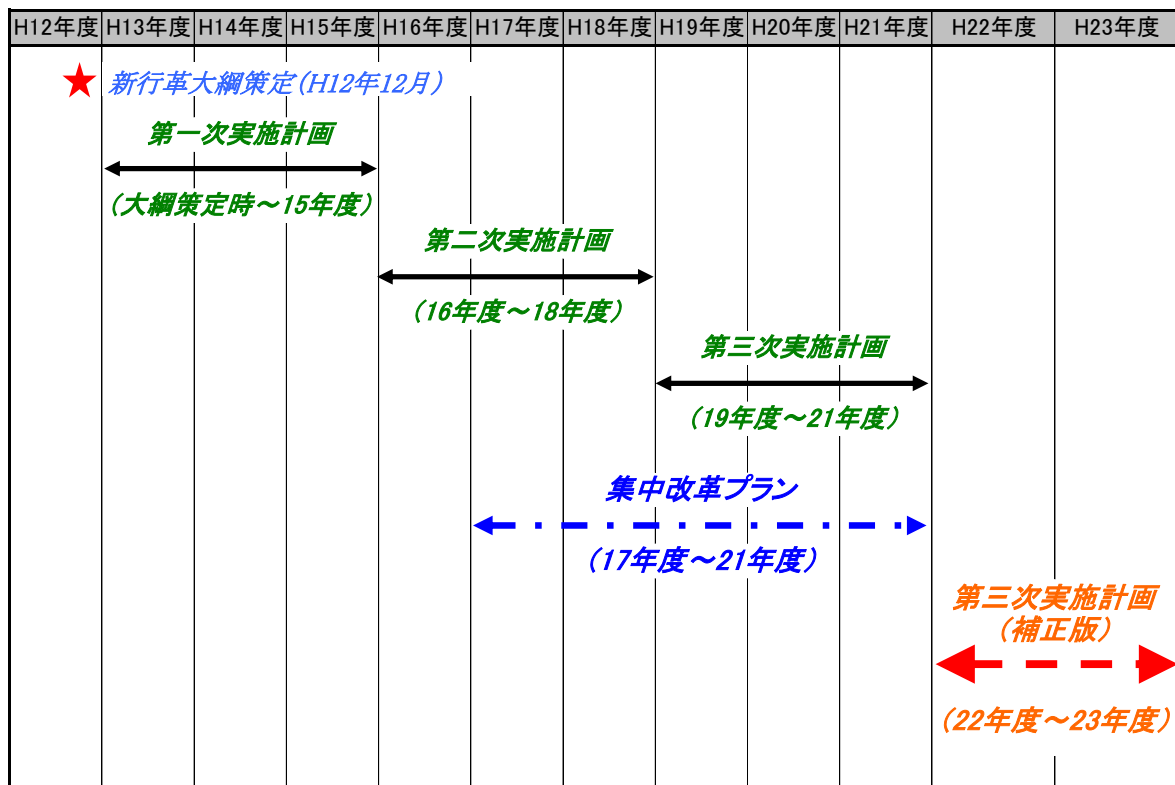 H12年度 H13年度 H14年度 H15年度 H16年度 H17年度 H18年度 H19年度 H20年度 H21年度 H22年度 H23年度
★ 新行革大綱策定(H12年12月)
第一次実施計画
(大綱策定時～15年度)
第二次実施計画
(16年度～18年度)
第三次実施計画
(19年度～21年度)
集中改革プラン
(17年度～21年度)
第三次実施計画
(補正版)
(22年度～23年度)